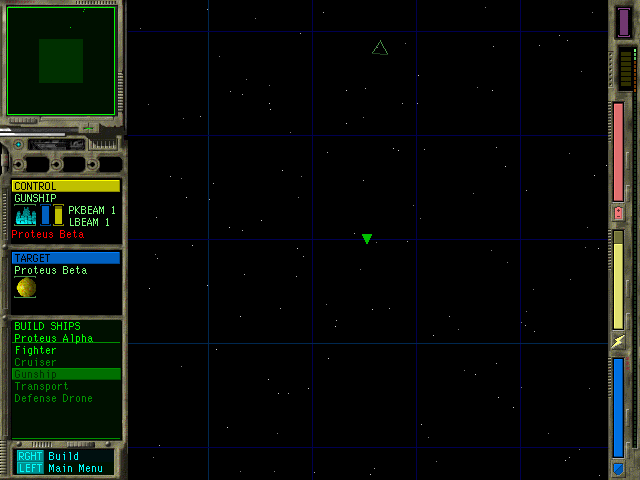 CONTROL
GUNSHIP
PKBEAM 1
LBEAM 1
Proteus Beta
TARGET
Proteus Beta
BUILD SHIPS
Proteus Alpha
Fighter
Cruiser
Gunship
Transport
Defense Drone
RGHT Build
LEFT Main Menu